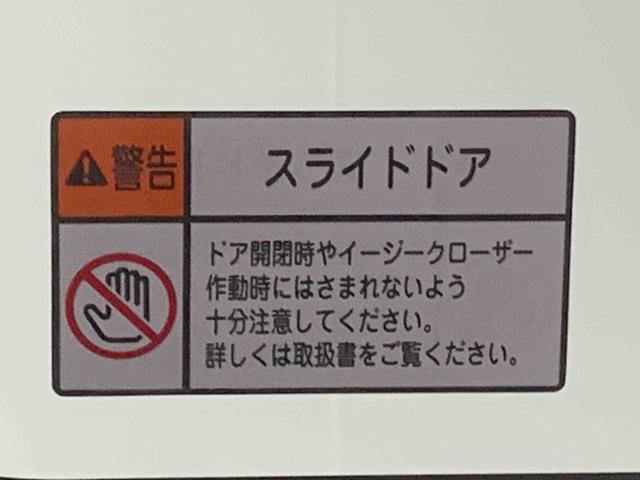 警告
スライドドア
ドア開閉時やイージークローザー
作動時にはさまれないよう
十分注意してください。
詳しくは取扱書をご覧ください。